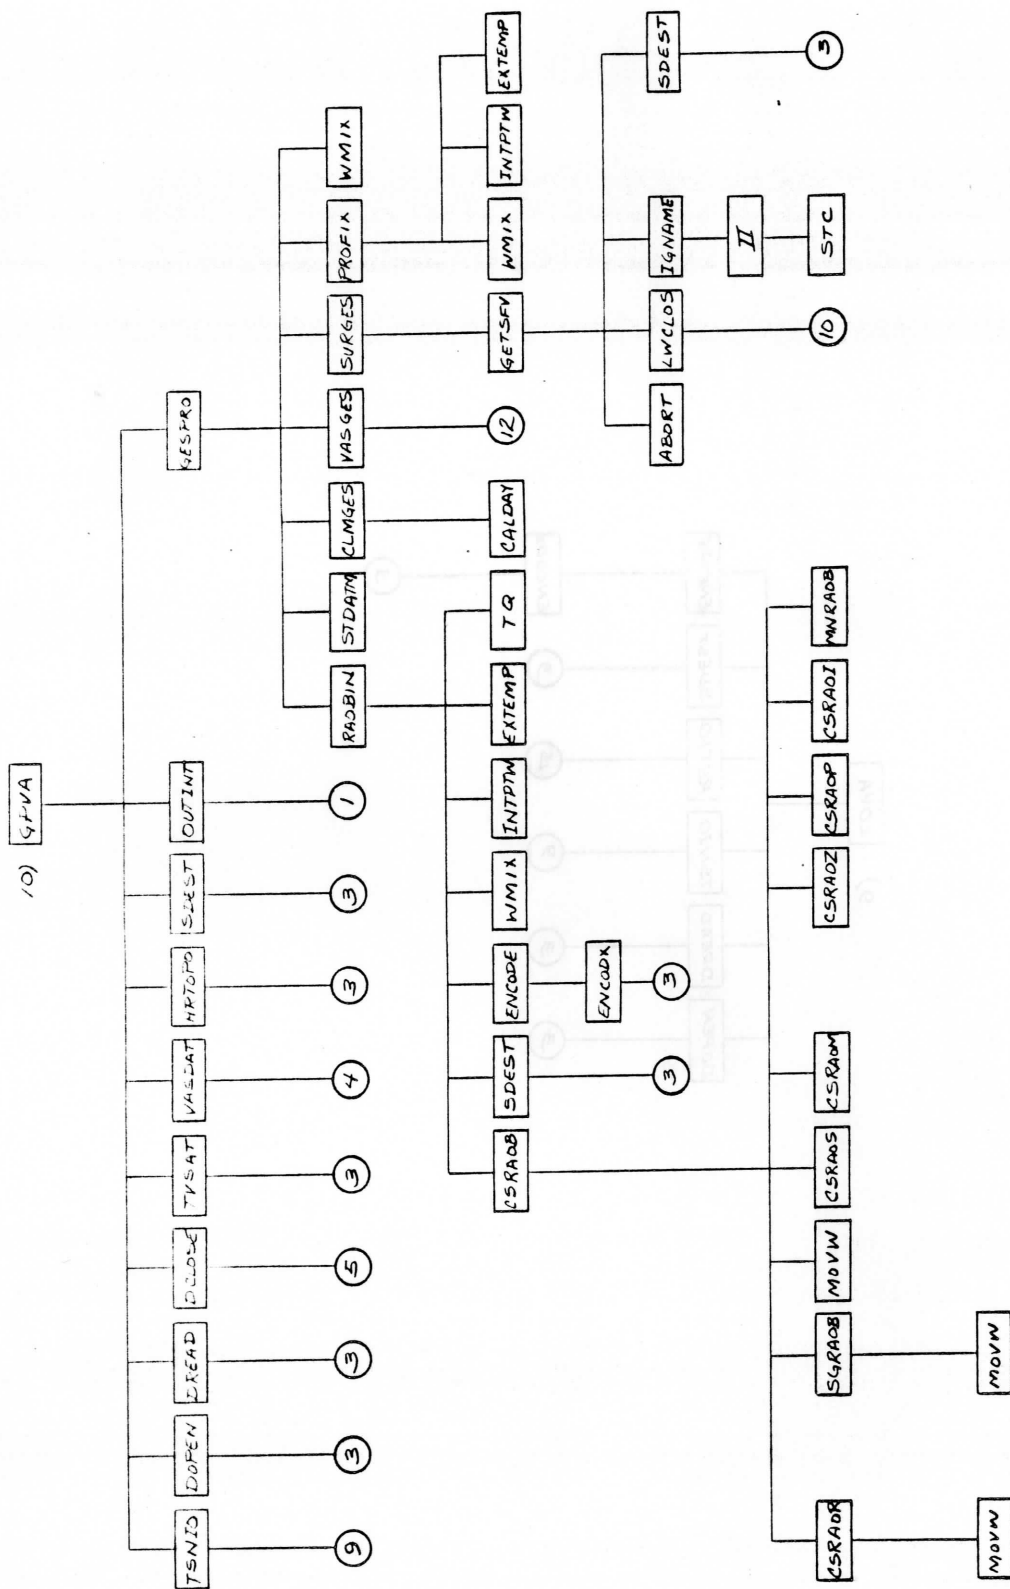 10)
GPVA
TSNIO
DOPEN
DREAD
DCLOSE
TVSAT
VASDAT
HRTOPO
SDEST
OUTINT
GESPRO
9
3
3
5
3
4
3
3
1
RAOBIN
STDATM
CLMGES
VASGES
SURGES
PROFIX
WMIX
CSRAOB
SDEST
ENCODE
WMIX
INTPTW
EXTEMP
TQ
CALDAY
12
GETSFV
WMIX
INTPTW
EXTEMP
3
ENCODX
3
ABORT
LWCLOS
IGNAME
SDEST
10
II
STC
3
CSRAOR
SGRAOB
MOVW
CSRAOS
CSRAOM
CSRAOZ
CSRAOP
CSRAOI
MNRAOB
MOVW
MOVW